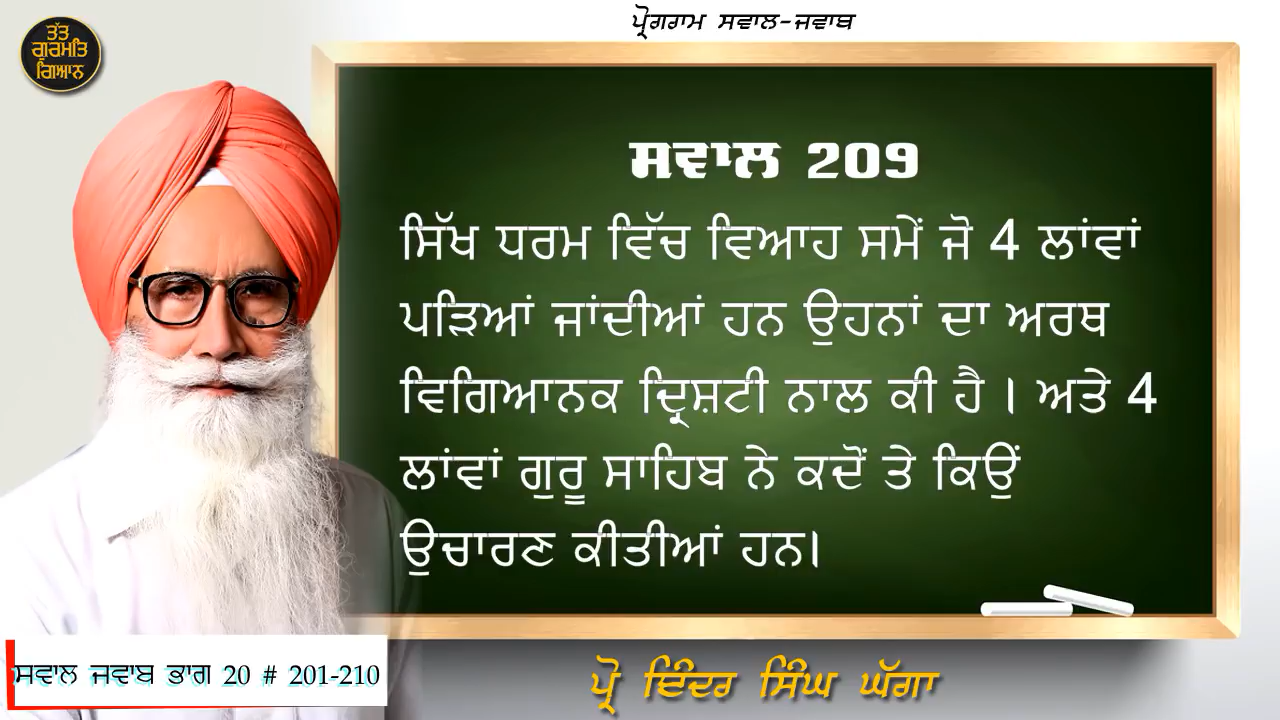 ਪ੍ਰੋਗਰਾਮ ਸਵਾਲ-ਜਵਾਬ
ਤੱਤ
ਗੁਰਮਤਿ
ਗਿਆਨ
ਸਵਾਲ 209
ਸਿੱਖ ਧਰਮ ਵਿੱਚ ਵਿਆਹ ਸਮੇਂ ਜੋ 4 ਲਾਂਵਾਂ
ਪੜਿਆਂ ਜਾਂਦੀਆਂ ਹਨ ਉਹਨਾਂ ਦਾ ਅਰਥ
ਵਿਗਿਆਨਕ ਦ੍ਰਿਸ਼ਟੀ ਨਾਲ ਕੀ ਹੈ । ਅਤੇ 4
ਲਾਂਵਾਂ ਗੁਰੂ ਸਾਹਿਬ ਨੇ ਕਦੋਂ ਤੇ ਕਿਉਂ
ਉਚਾਰਣ ਕੀਤੀਆਂ ਹਨ।
ਸਵਾਲ ਜਵਾਬ ਭਾਗ 20 # 201-210
ਪ੍ਰੋ ਇੰਦਰ ਸਿੰਘ ਘੱਗਾ